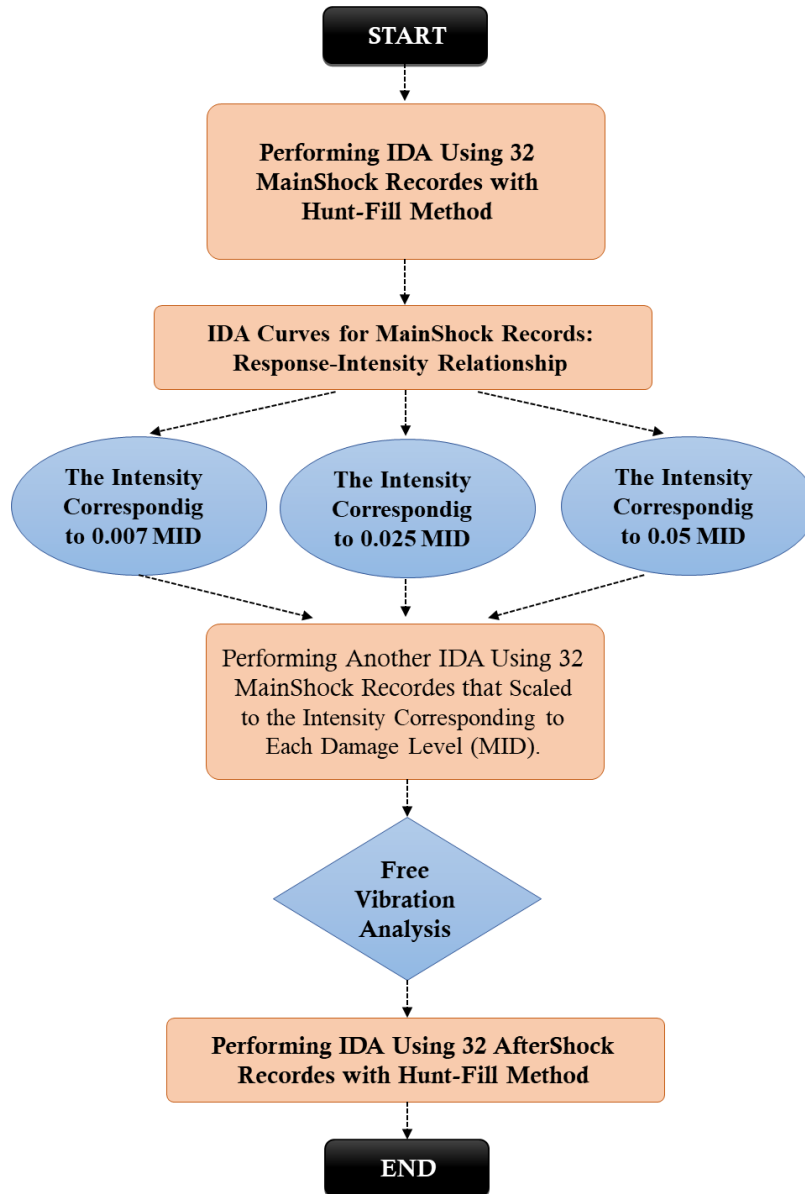 START
Performing IDA Using 32
MainShock Recordes with
Hunt-Fill Method
IDA Curves for MainShock Records:
Response-Intensity Relationship
The Intensity
Correspondig
to 0.007 MID
The Intensity
Correspondig
to 0.025 MID
The Intensity
Correspondig
to 0.05 MID
Performing Another IDA Using 32
MainShock Recordes that Scaled
to the Intensity Corresponding to
Each Damage Level (MID).
Free
Vibration
Analysis
Performing IDA Using 32 AfterShock
Recordes with Hunt-Fill Method
END